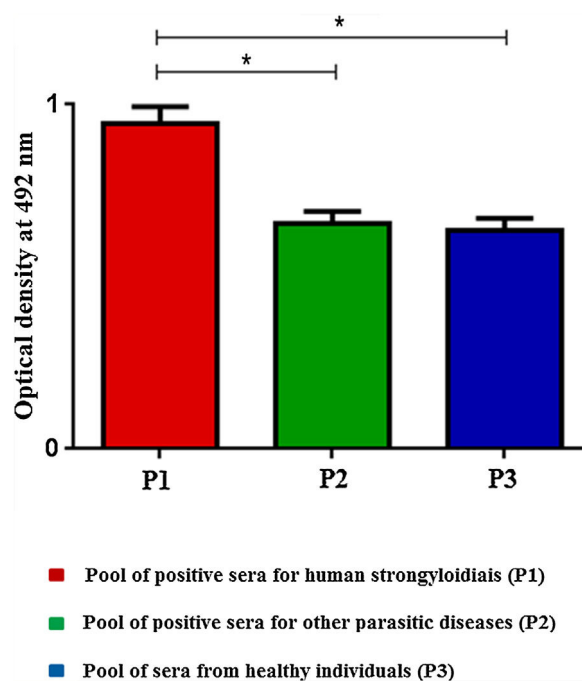 *
*
1
Optical density at 492 nm
0
P1 P2 P3
Pool of positive sera for human strongyloidiais (P1)
Pool of positive sera for other parasitic diseases (P2)
Pool of sera from healthy individuals (P3)